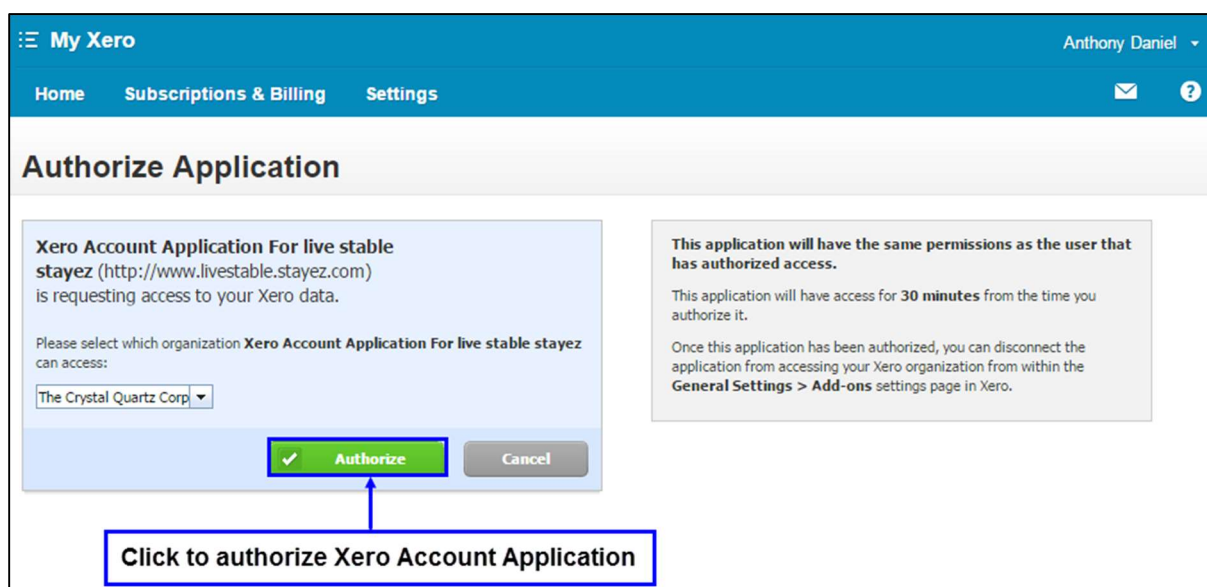 My Xero
Anthony Daniel
Home Subscriptions & Billing Settings
?
Authorize Application
Xero Account Application For live stable
stayez (http://www.livestable.stayez.com)
is requesting access to your Xero data.
Please select which organization Xero Account Application For live stable stayez
can access:
The Crystal Quartz Corp
Authorize Cancel
This application will have the same permissions as the user that
has authorized access.
This application will have access for 30 minutes from the time you
authorize it.
Once this application has been authorized, you can disconnect the
application from accessing your Xero organization from within the
General Settings > Add-ons settings page in Xero.
Click to authorize Xero Account Application